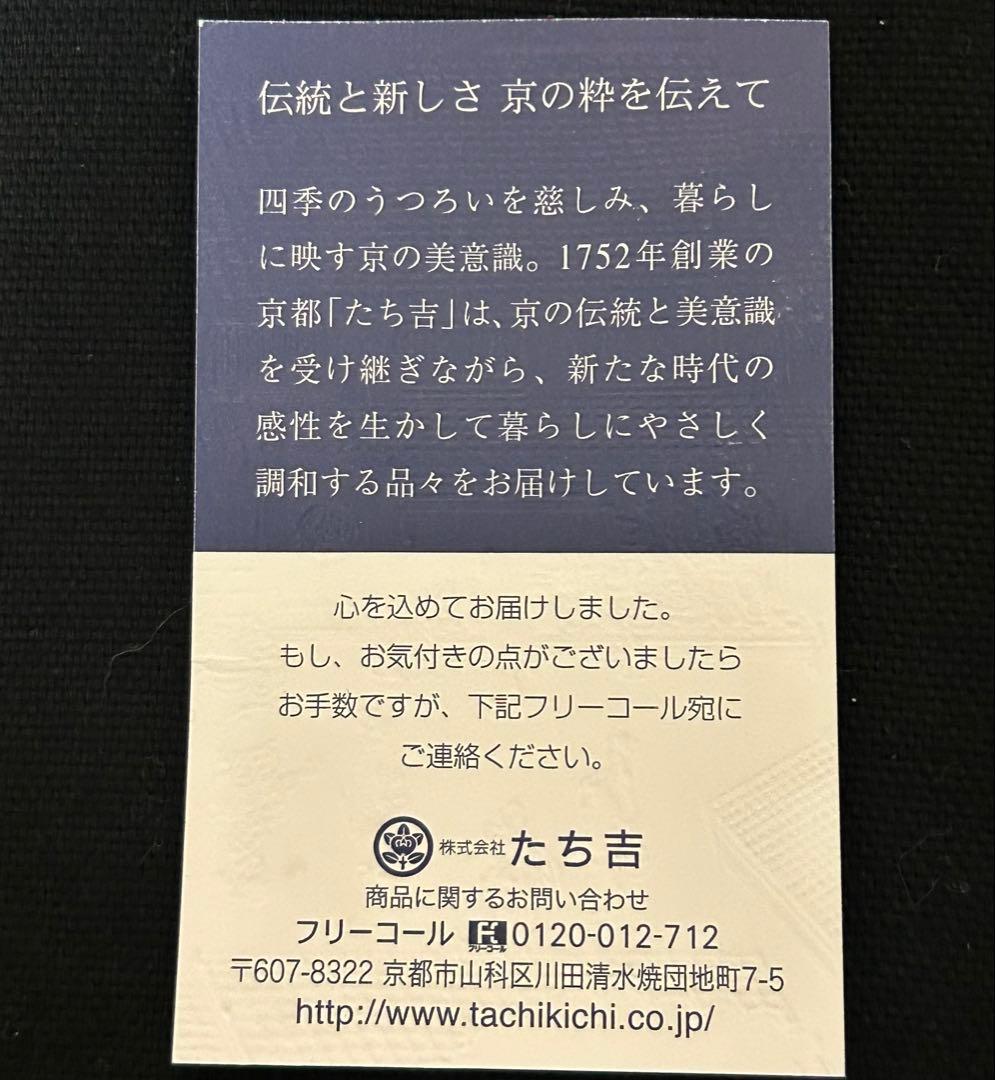 伝統と新しさ 京の粋を伝えて
四季のうつろいを慈しみ、暮らし
に映す京の美意識。1752年創業の
京都「たち吉」は、京の伝統と美意識
を受け継ぎながら、新たな時代の
感性を生かして暮らしにやさしく
調和する品々をお届けしています。
心を込めてお届けしました。
もし、お気付きの点がございましたら
お手数ですが、下記フリーコール宛に
ご連絡ください。
株式会社 たち吉
商品に関するお問い合わせ
フリーコール フリーコール 0120-012-712
〒607-8322 京都市山科区川田清水焼団地町7-5
http://www.tachikichi.co.jp/